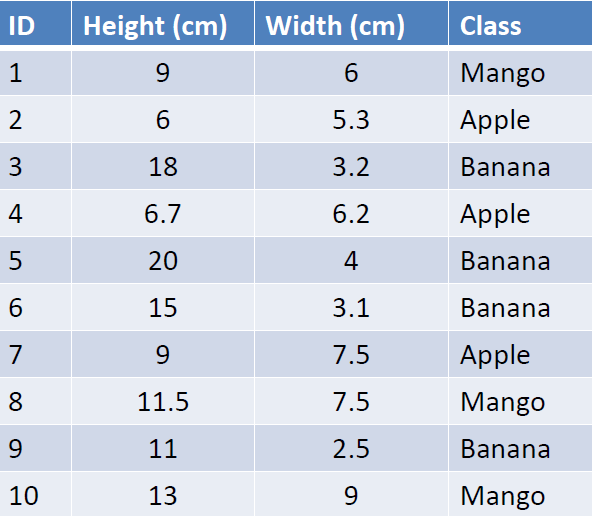 ID Height (cm) Width (cm) Class
1 9 6 Mango
2 6 5.3 Apple
3 18 3.2 Banana
4 6.7 6.2 Apple
5 20 4 Banana
6 15 3.1 Banana
7 9 7.5 Apple
8 11.5 7.5 Mango
9 11 2.5 Banana
10 13 9 Mango